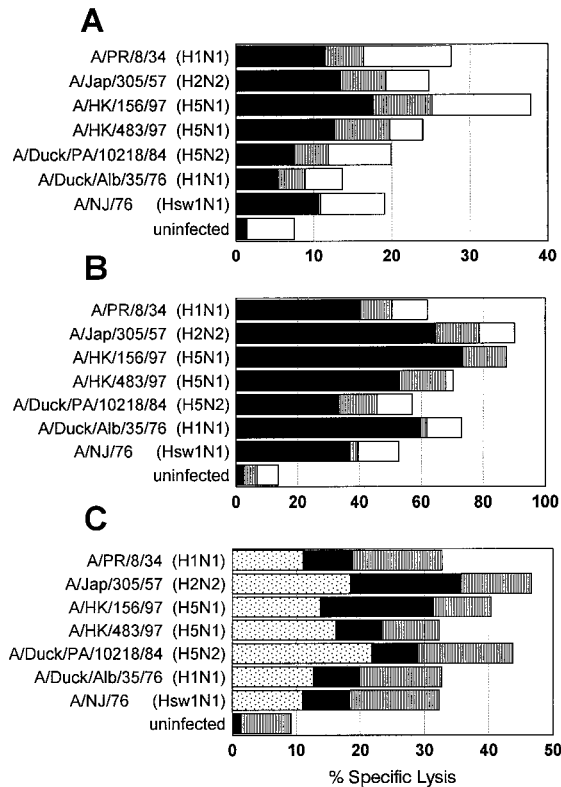 A
A/PR/8/34 (H1N1)
A/Jap/305/57 (H2N2)
A/HK/156/97 (H5N1)
A/HK/483/97 (H5N1)
A/Duck/PA/10218/84 (H5N2)
A/Duck/Alb/35/76 (H1N1)
A/NJ/76 (Hsw1N1)
uninfected
0 10 20 30 40
B
A/PR/8/34 (H1N1)
A/Jap/305/57 (H2N2)
A/HK/156/97 (H5N1)
A/HK/483/97 (H5N1)
A/Duck/PA/10218/84 (H5N2)
A/Duck/Alb/35/76 (H1N1)
A/NJ/76 (Hsw1N1)
uninfected
0 20 40 60 80 100
C
A/PR/8/34 (H1N1)
A/Jap/305/57 (H2N2)
A/HK/156/97 (H5N1)
A/HK/483/97 (H5N1)
A/Duck/PA/10218/84 (H5N2)
A/Duck/Alb/35/76 (H1N1)
A/NJ/76 (Hsw1N1)
uninfected
0 10 20 30 40 50
% Specific Lysis